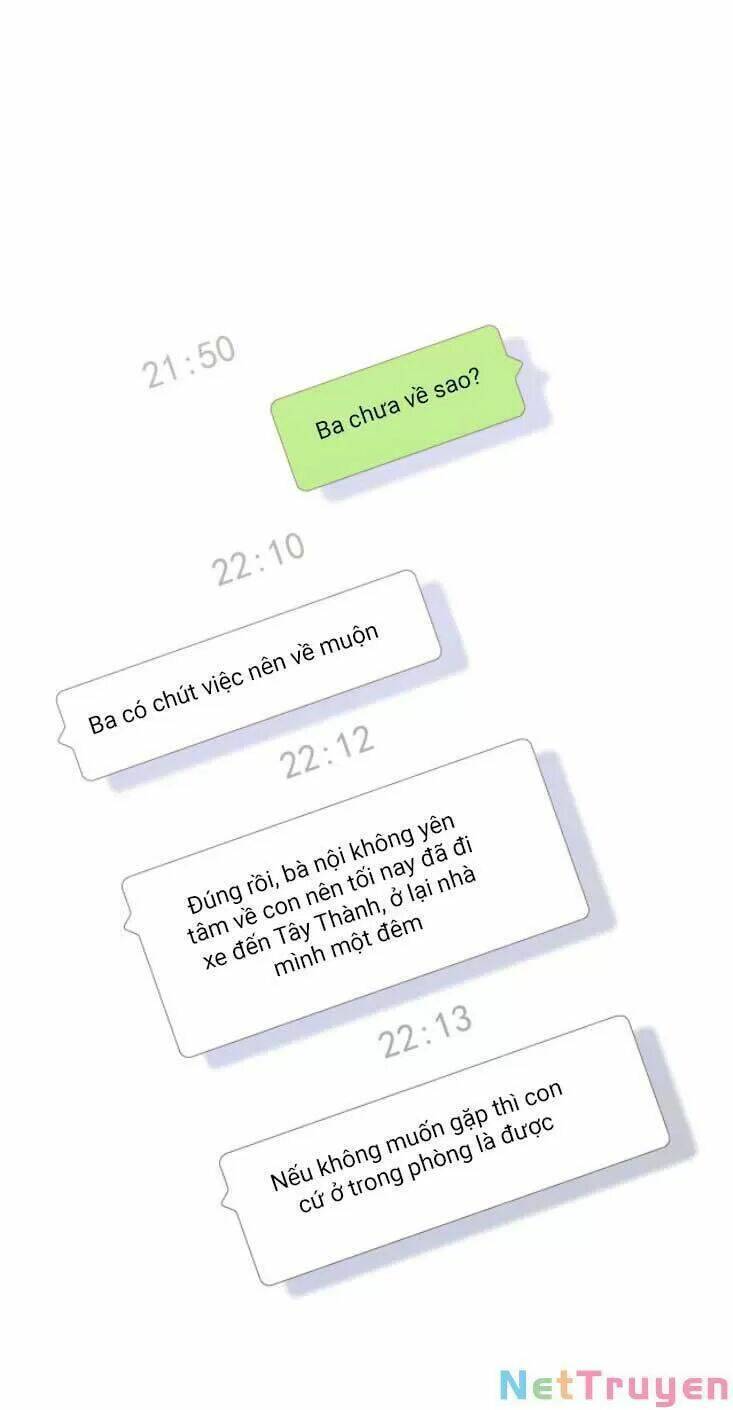 21:50
Ba chưa về sao?
22:10
Ba có chút việc nên về muộn
22:12
Đúng rồi, bà nội không yên
tâm về con nên tối nay đã đi
xe đến Tây Thành, ở lại nhà
mình một đêm
22:13
Nếu không muốn gặp thì con
cứ ở trong phòng là được
NetTruyen